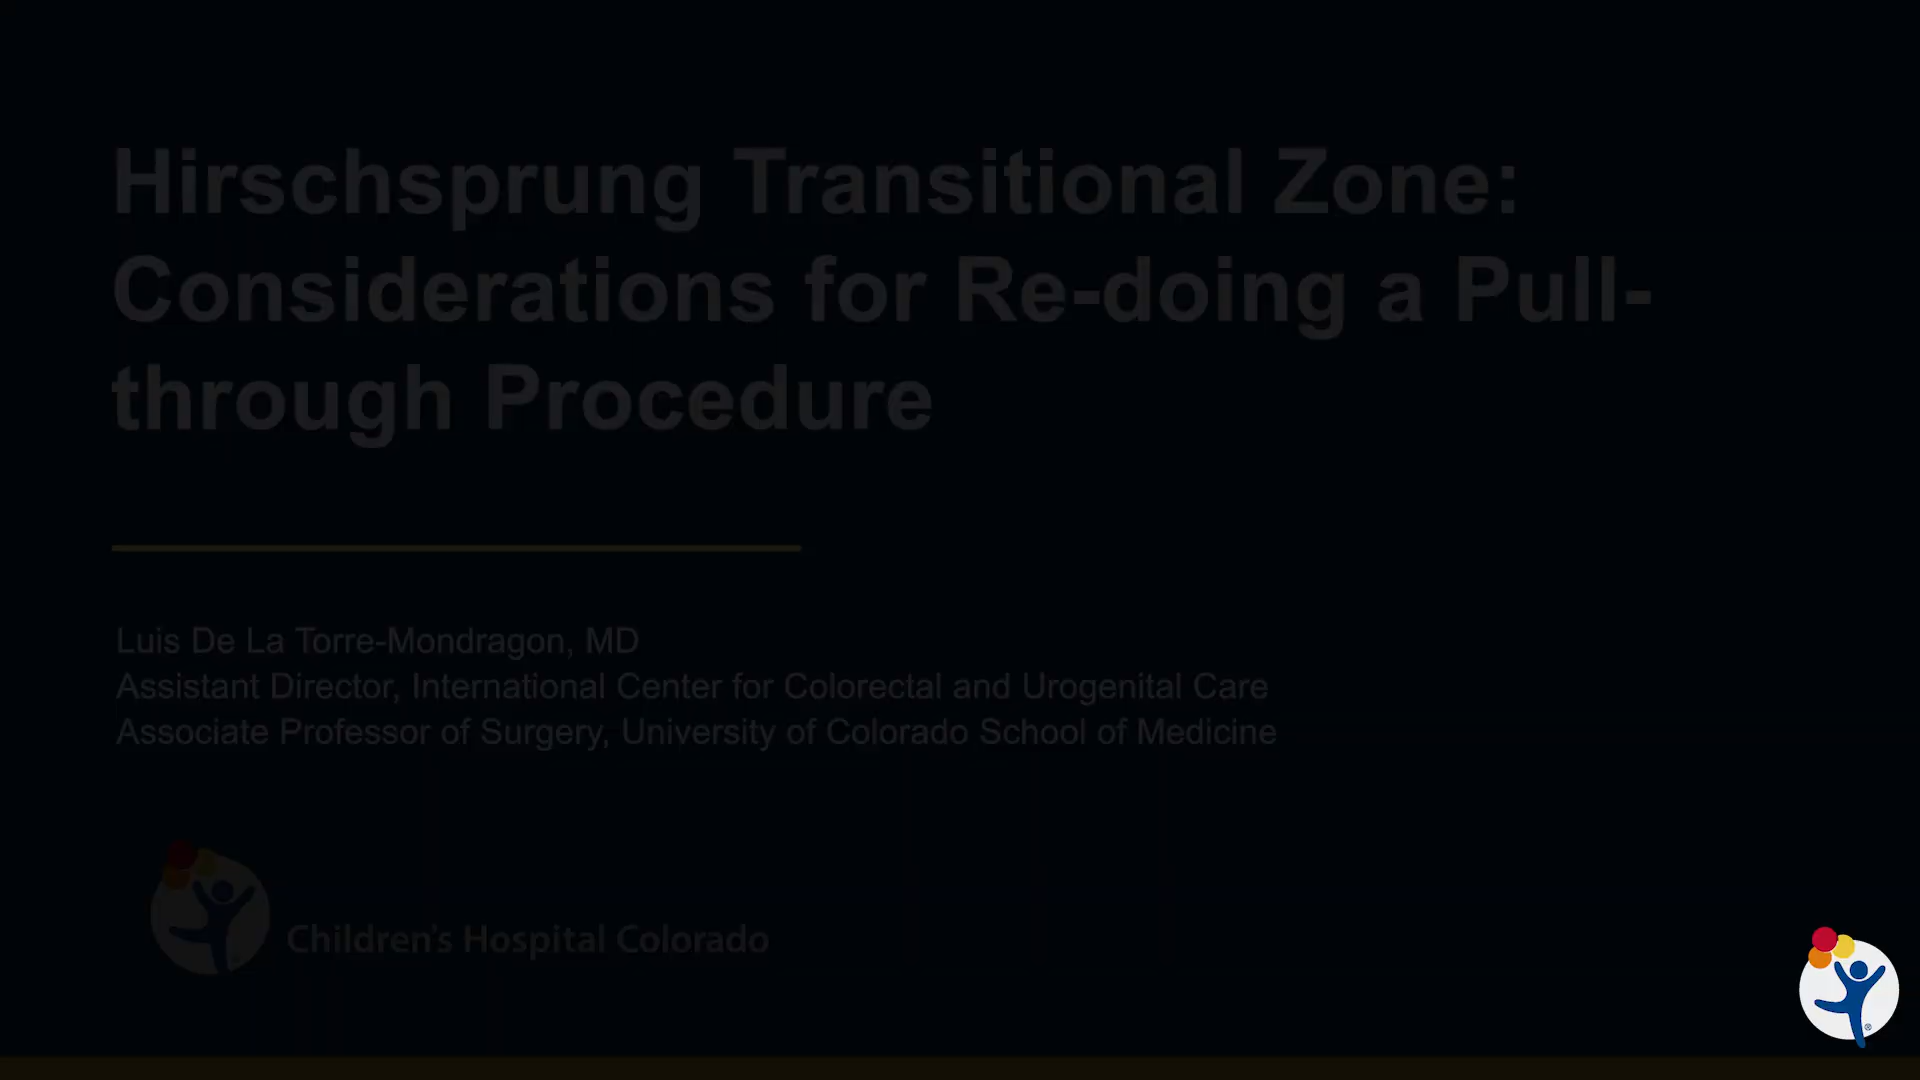 Hirschsprung Transitional Zone:
Considerations for Re-doing a Pull-
through Procedure
Luis De La Torre-Mondragon, MD
Assistant Director, International Center for Colorectal and Urogenital Care
Associate Professor of Surgery, University of Colorado School of Medicine
Children's Hospital Colorado
®